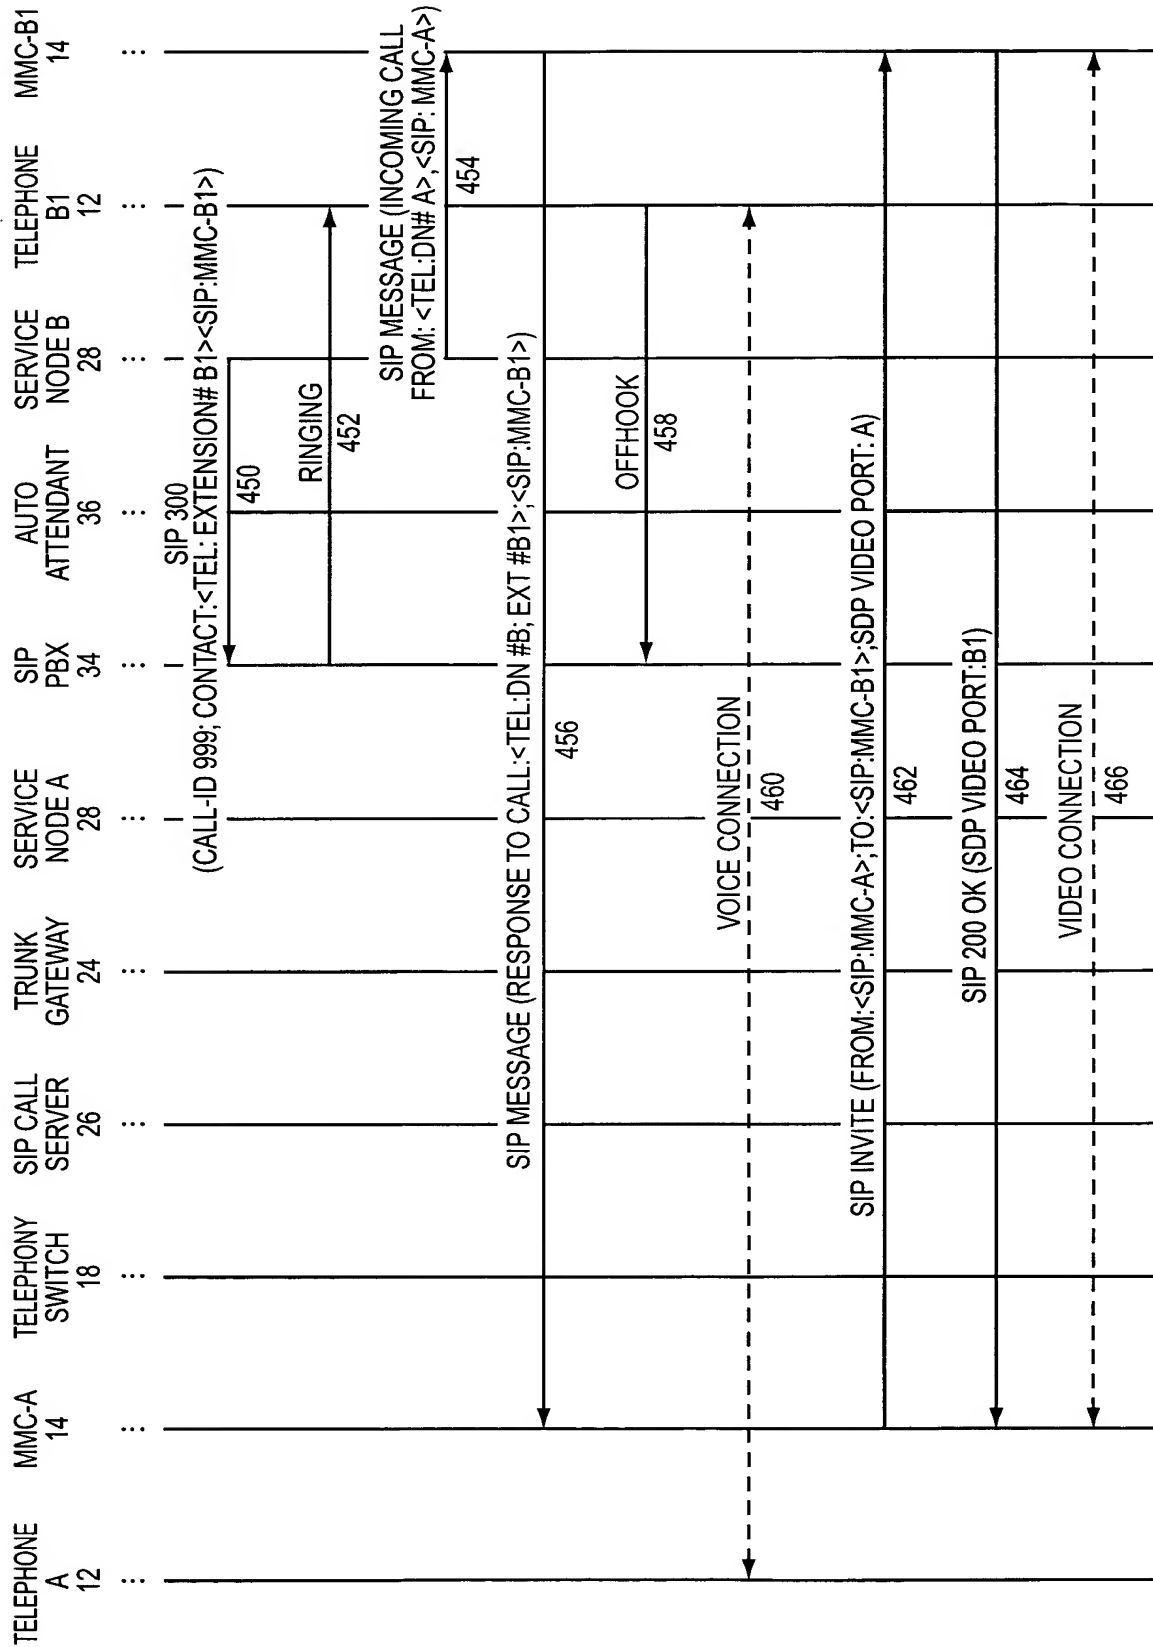 TELEPHONE
A
12
...
MMC-A
14
...
TELEPHONY
SWITCH
18
...
SIP CALL
SERVER
26
...
TRUNK
GATEWAY
24
...
SERVICE
NODE A
28
...
SIP
PBX
34
...
AUTO
ATTENDANT
36
...
SERVICE
NODE B
28
...
TELEPHONE
B1
12
...
MMC-B1
14
...
SIP 300
(CALL-ID 999; CONTACT:<TEL: EXTENSION# B1><SIP:MMC-B1>)
450
RINGING
452
SIP MESSAGE (INCOMING CALL
FROM: <TEL:DN# A>,<SIP: MMC-A>)
454
SIP MESSAGE (RESPONSE TO CALL:<TEL:DN #B; EXT #B1>;<SIP:MMC-B1>)
456
OFFHOOK
458
VOICE CONNECTION
460
SIP INVITE (FROM:<SIP:MMC-A>;TO:<SIP:MMC-B1>;SDP VIDEO PORT: A)
462
SIP 200 OK (SDP VIDEO PORT:B1)
464
VIDEO CONNECTION
466